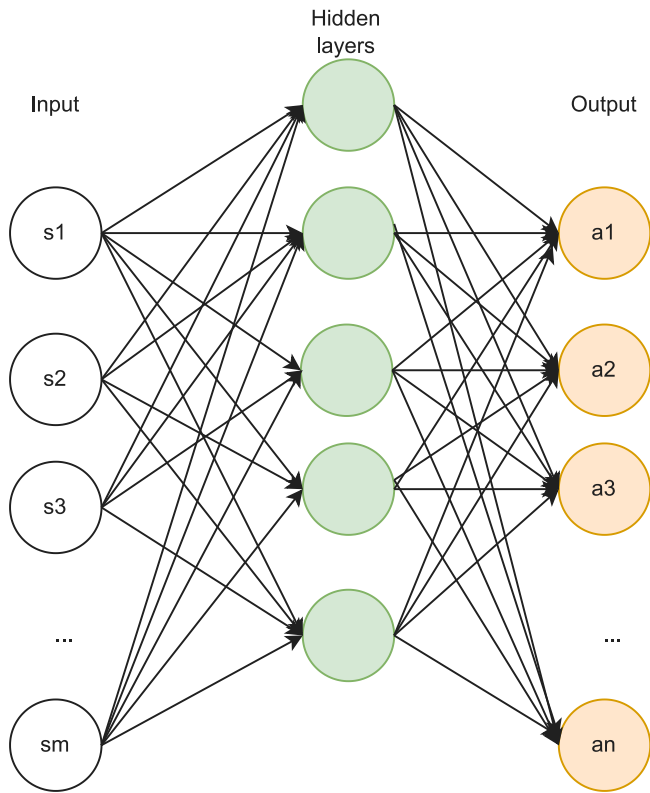 Hidden
layers
Input
Output
s1
a1
s2
a2
s3
a3
...
...
sm
an